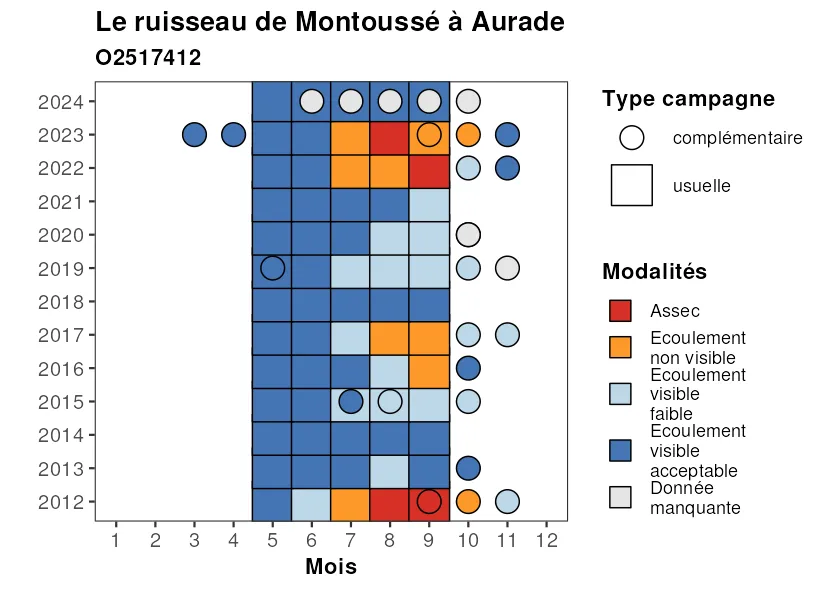 Le ruisseau de Montoussé à Aurade
O2517412
2024
2023
2022
2021
2020
2019
2018
2017
2016
2015
2014
2013
2012
1 2 3 4 5 6 7 8 9 10 11 12
Mois
Type campagne
complémentaire
usuelle
Modalités
Assec
Ecoulement
non visible
Ecoulement
visible
faible
Ecoulement
visible
acceptable
Donnée
manquante